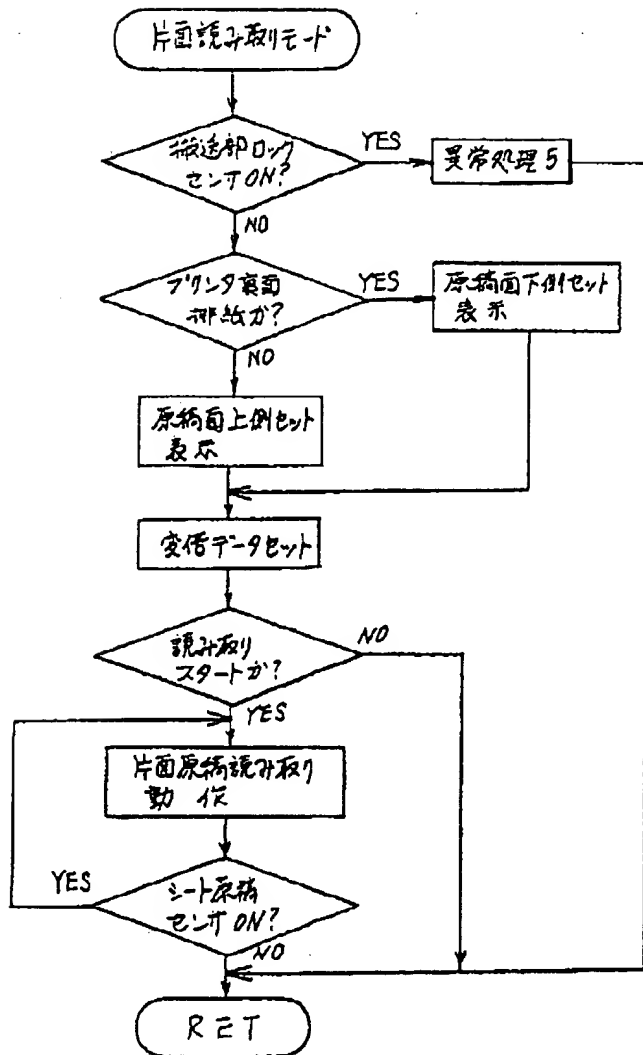 片面読み取りモード
搬送部ロック
センサON?
YES
異常処理5
NO
プリンタ裏面
排紙か?
YES
原稿面下側セット
表示
NO
原稿面上側セット
表示
変倍データセット
読み取り
スタートか?
NO
YES
片面原稿読み取り
動作
YES
シート原稿
センサON?
NO
RET